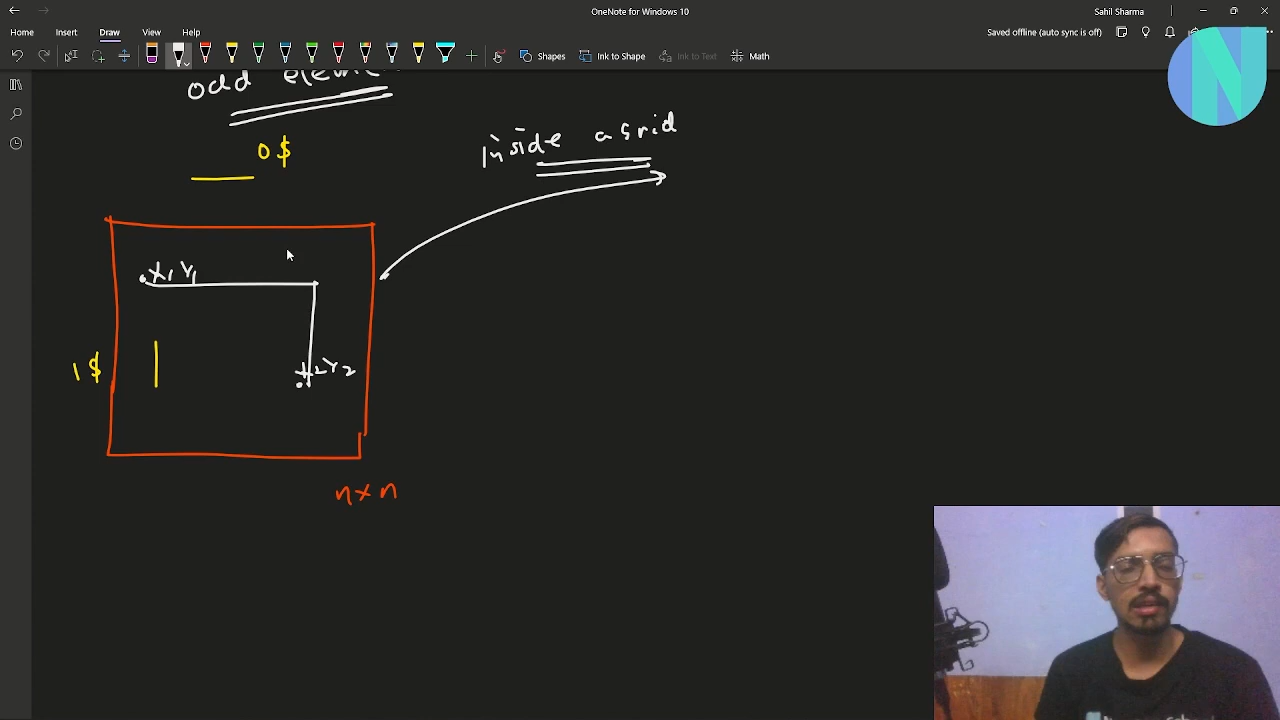 OneNote for Windows 10
Sahil Sharma
Home Insert Draw View Help
Saved offline (auto sync is off)
Shapes Ink to Shape Ink to Text Math
odd elemen
0$
inside a grid
X1 Y1
1$
X2 Y2
n x n